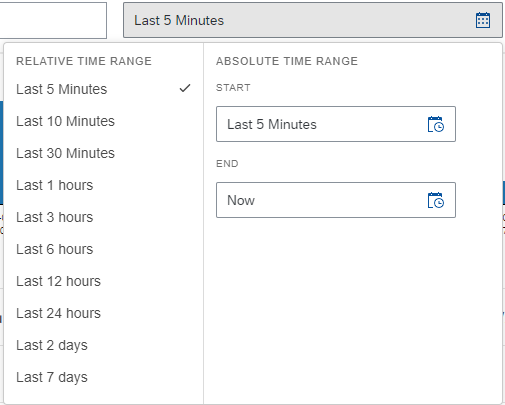 Last 5 Minutes
RELATIVE TIME RANGE
Last 5 Minutes
Last 10 Minutes
Last 30 Minutes
Last 1 hours
Last 3 hours
Last 6 hours
Last 12 hours
Last 24 hours
Last 2 days
Last 7 days
ABSOLUTE TIME RANGE
START
Last 5 Minutes
END
Now